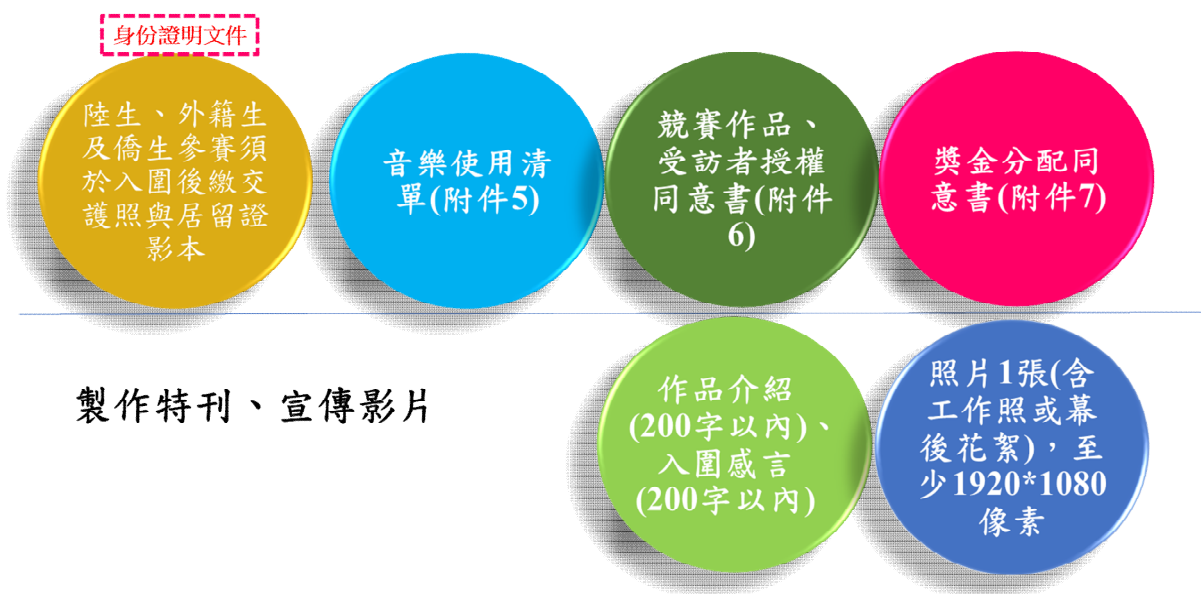 身份證明文件
陸生、外籍生
及僑生參賽須
於入圍後繳交
護照與居留證
影本
音樂使用清
單(附件5)
競賽作品、
受訪者授權
同意書(附件
6)
獎金分配同
意書(附件7)
製作特刊、宣傳影片
作品介紹
(200字以內)、
入圍感言
(200字以內)
照片1張(含
工作照或幕
後花絮)，至
少1920*1080
像素